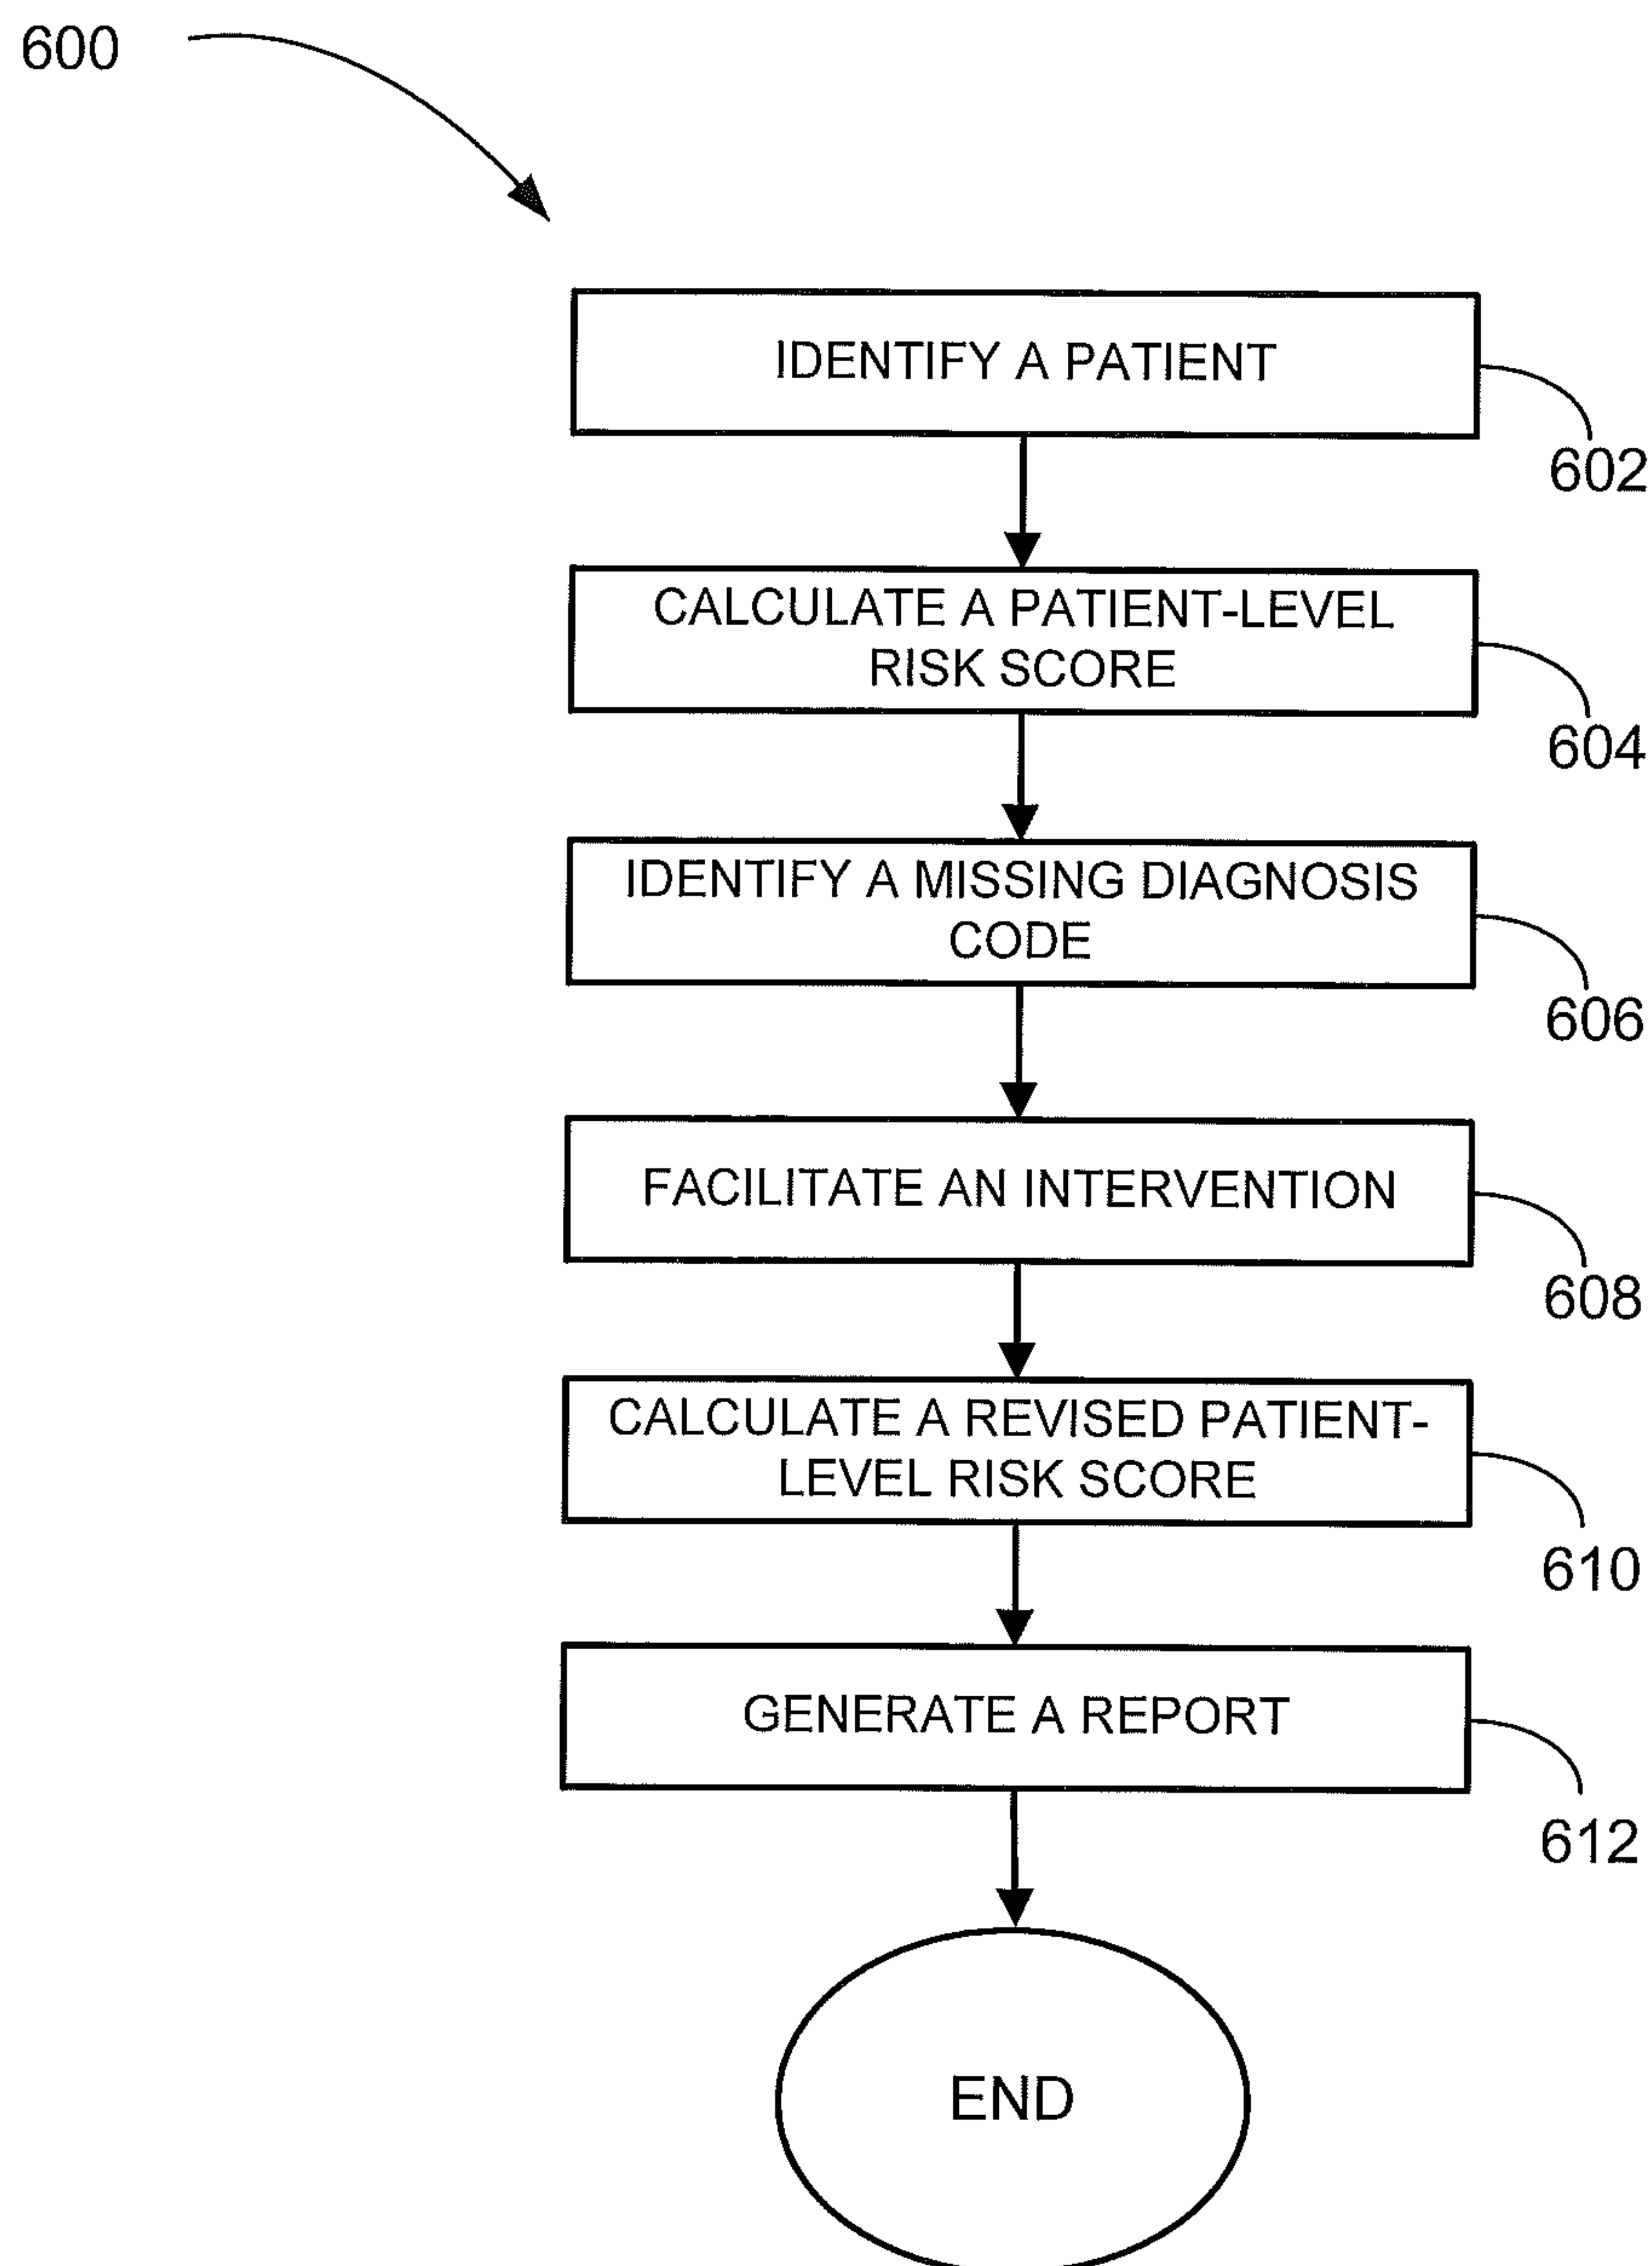 600
IDENTIFY A PATIENT
602
CALCULATE A PATIENT-LEVEL
RISK SCORE
604
IDENTIFY A MISSING DIAGNOSIS
CODE
606
FACILITATE AN INTERVENTION
608
CALCULATE A REVISED PATIENT-
LEVEL RISK SCORE
610
GENERATE A REPORT
612
END